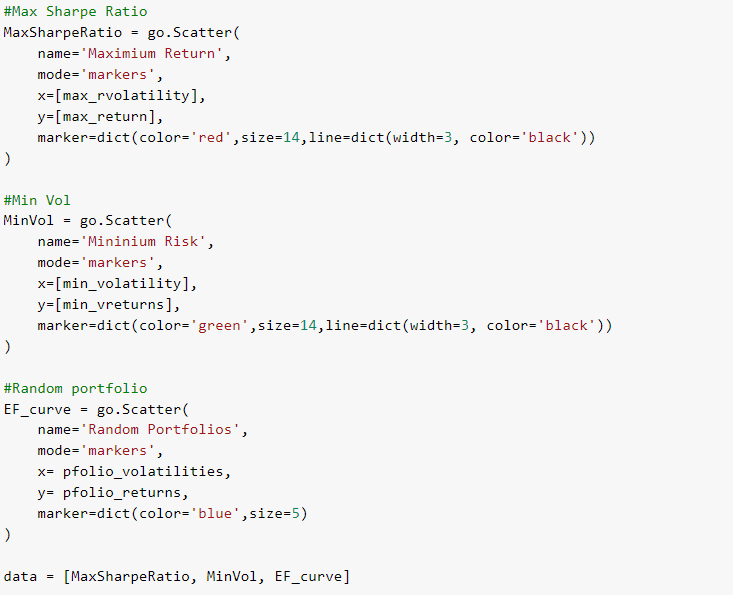 #Max Sharpe Ratio
MaxSharpeRatio = go.Scatter(
    name='Maximium Return',
    mode='markers',
    x=[max_rvolatility],
    y=[max_return],
    marker=dict(color='red',size=14,line=dict(width=3, color='black'))
)

#Min Vol
MinVol = go.Scatter(
    name='Mininium Risk',
    mode='markers',
    x=[min_volatility],
    y=[min_vreturns],
    marker=dict(color='green',size=14,line=dict(width=3, color='black'))
)

#Random portfolio
EF_curve = go.Scatter(
    name='Random Portfolios',
    mode='markers',
    x= pfolio_volatilities,
    y= pfolio_returns,
    marker=dict(color='blue',size=5)
)

data = [MaxSharpeRatio, MinVol, EF_curve]